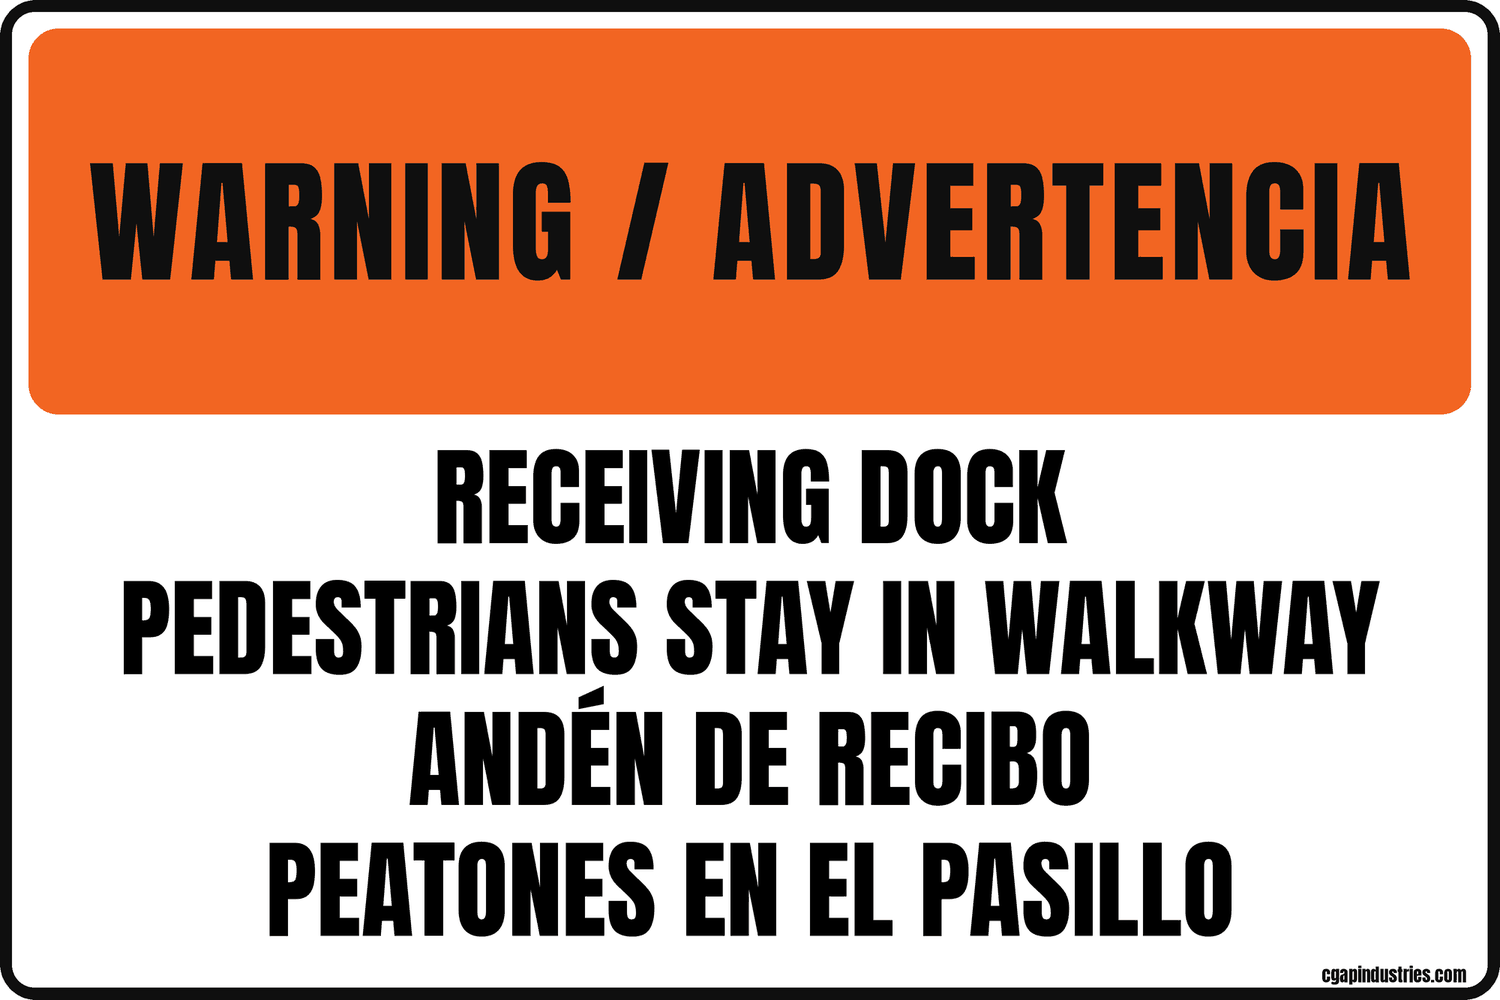 WARNING / ADVERTENCIA
RECEIVING DOCK
PEDESTRIANS STAY IN WALKWAY
ANDÉN DE RECIBO
PEATONES EN EL PASILLO
cgapindustries.com